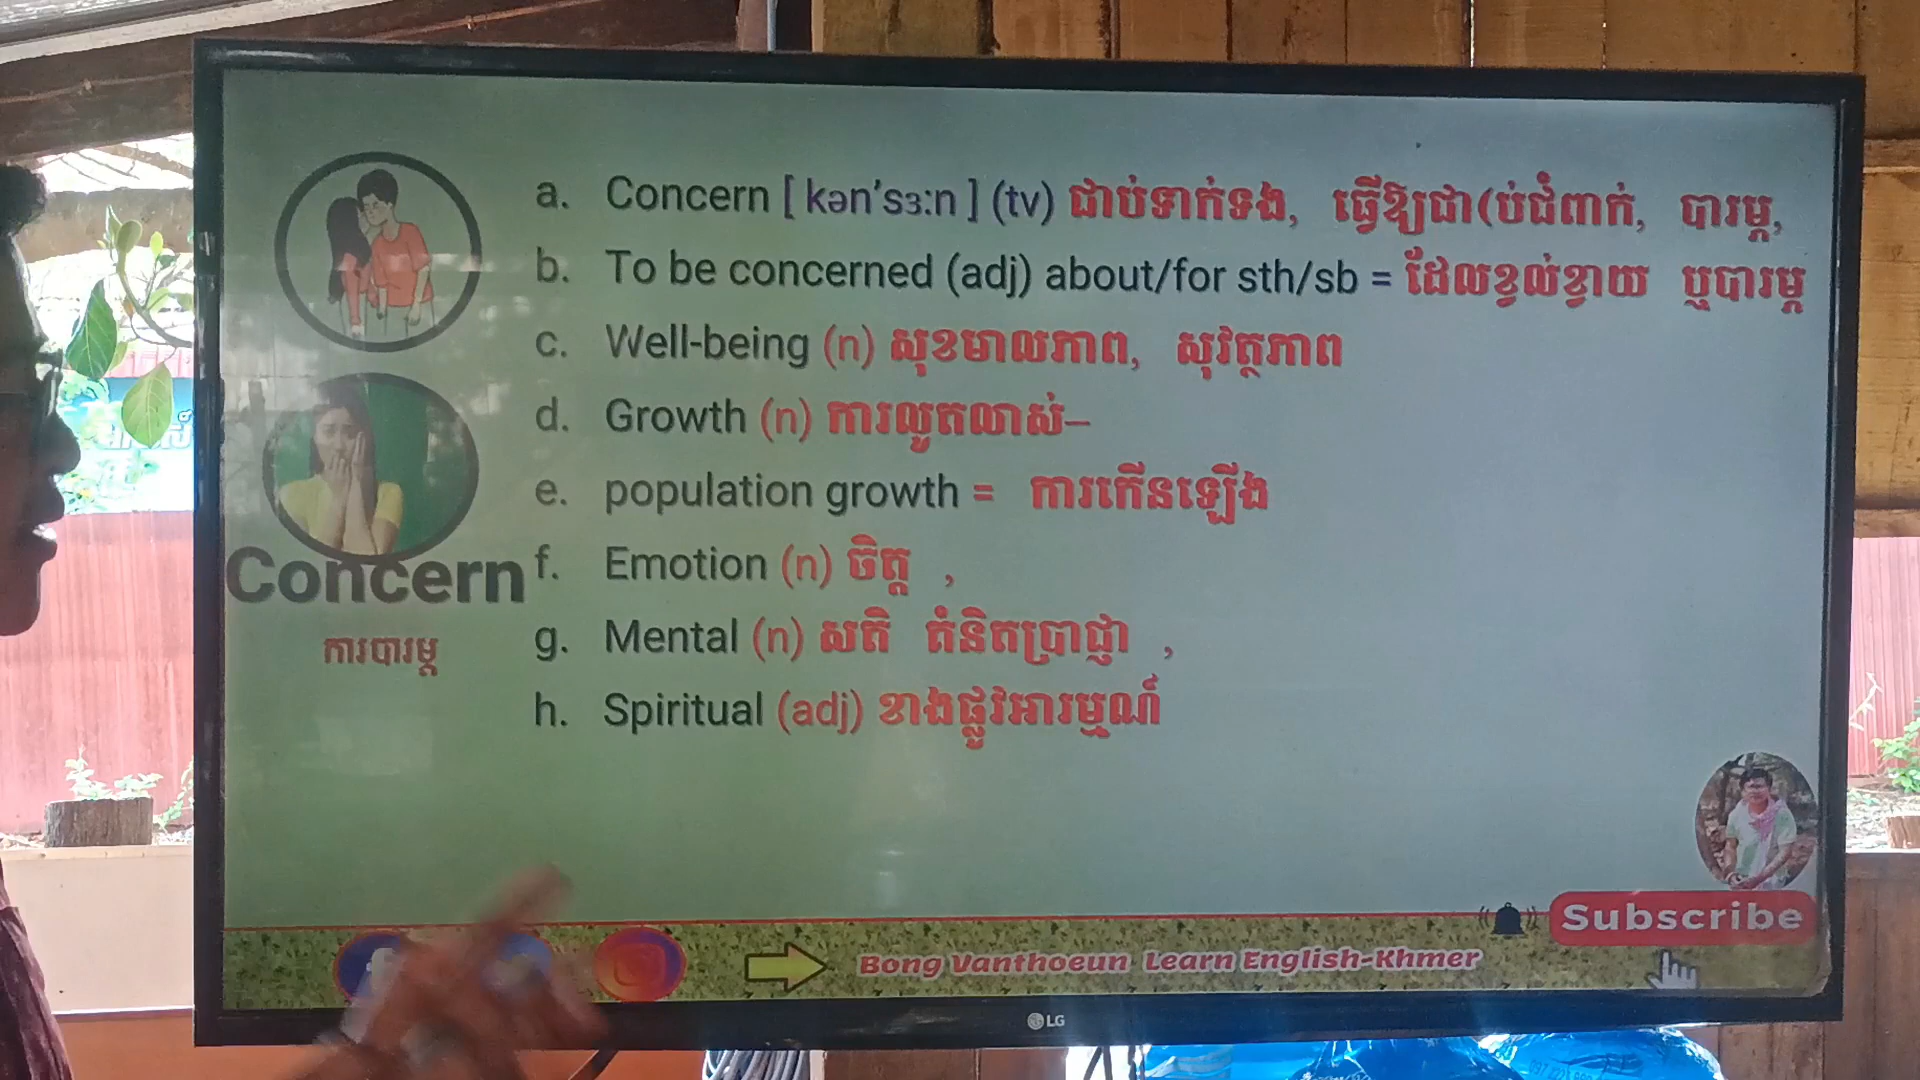 a. Concern [ kən'sɜ:n ] (tv) ជាប់ទាក់ទង, ធ្វើឱ្យជា(ប់ជំពាក់, បារម្ភ,
b. To be concerned (adj) about/for sth/sb = ដែលខ្វល់ខ្វាយ ឬបារម្ភ
c. Well-being (n) សុខមាលភាព, សុវត្ថភាព
d. Growth (n) ការលូតលាស់–
e. population growth = ការកើនឡើង
f. Emotion (n) ចិត្ត ,
g. Mental (n) សតិ គំនិតប្រាជ្ញា ,
h. Spiritual (adj) ខាងផ្លូវអារម្មណ៍
Concern
ការបារម្ភ
Subscribe
Bong Vanthoeun Learn English-Khmer
LG